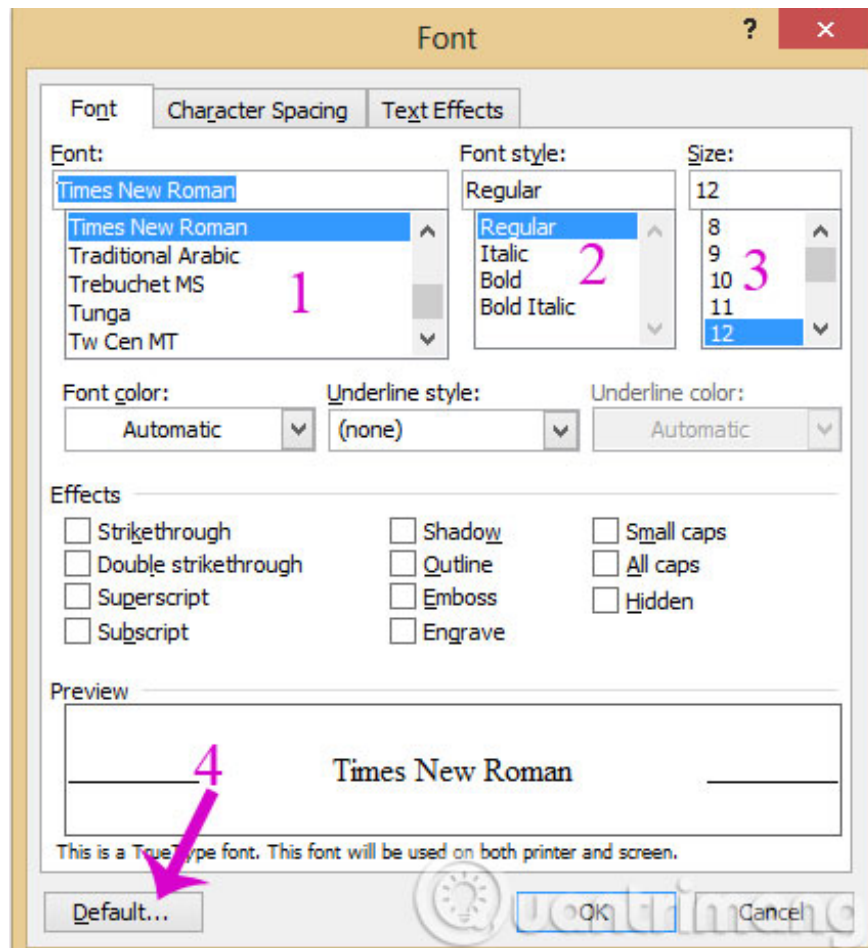 Font
?
×
Font
Character Spacing
Text Effects
Font:
Font style:
Size:
Times New Roman
Regular
12
Times New Roman
Traditional Arabic
Trebuchet MS
Tunga
Tw Cen MT
1
Regular
Italic
Bold
Bold Italic
2
8
9
10
11
12
3
Font color:
Underline style:
Underline color:
Automatic
(none)
Automatic
Effects
Strikethrough
Shadow
Small caps
Double strikethrough
Outline
All caps
Superscript
Emboss
Hidden
Subscript
Engrave
Preview
4
Times New Roman
This is a TrueType font. This font will be used on both printer and screen.
Default...
OK
Cancel
Quantrimang